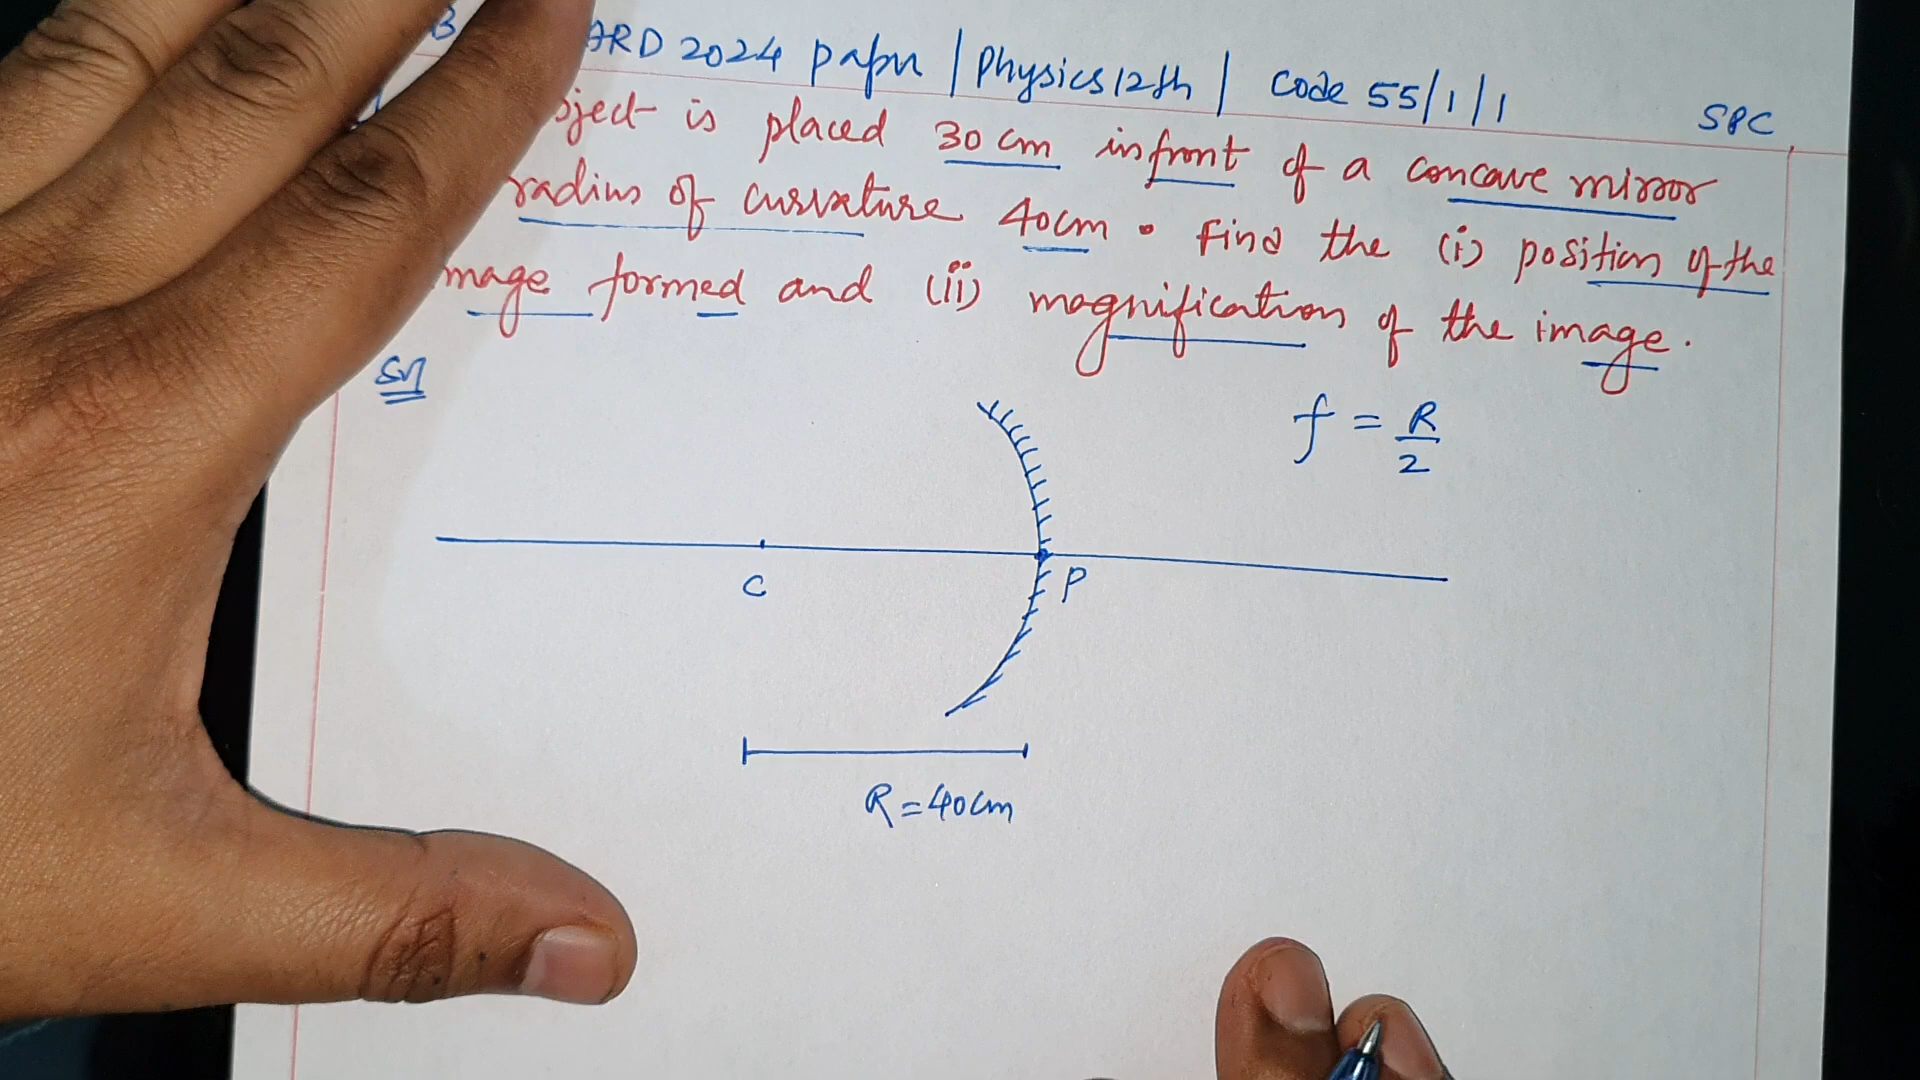 ARD 2024 paper | Physics 12th | Code 55/1/1
SPC
is placed 30 cm infront of a concave mirror
radius of curvature 40cm. Find the (i) position of the
mage formed and (ii) magnification of the image.
Sol
f = R/2
C
P
R = 40cm